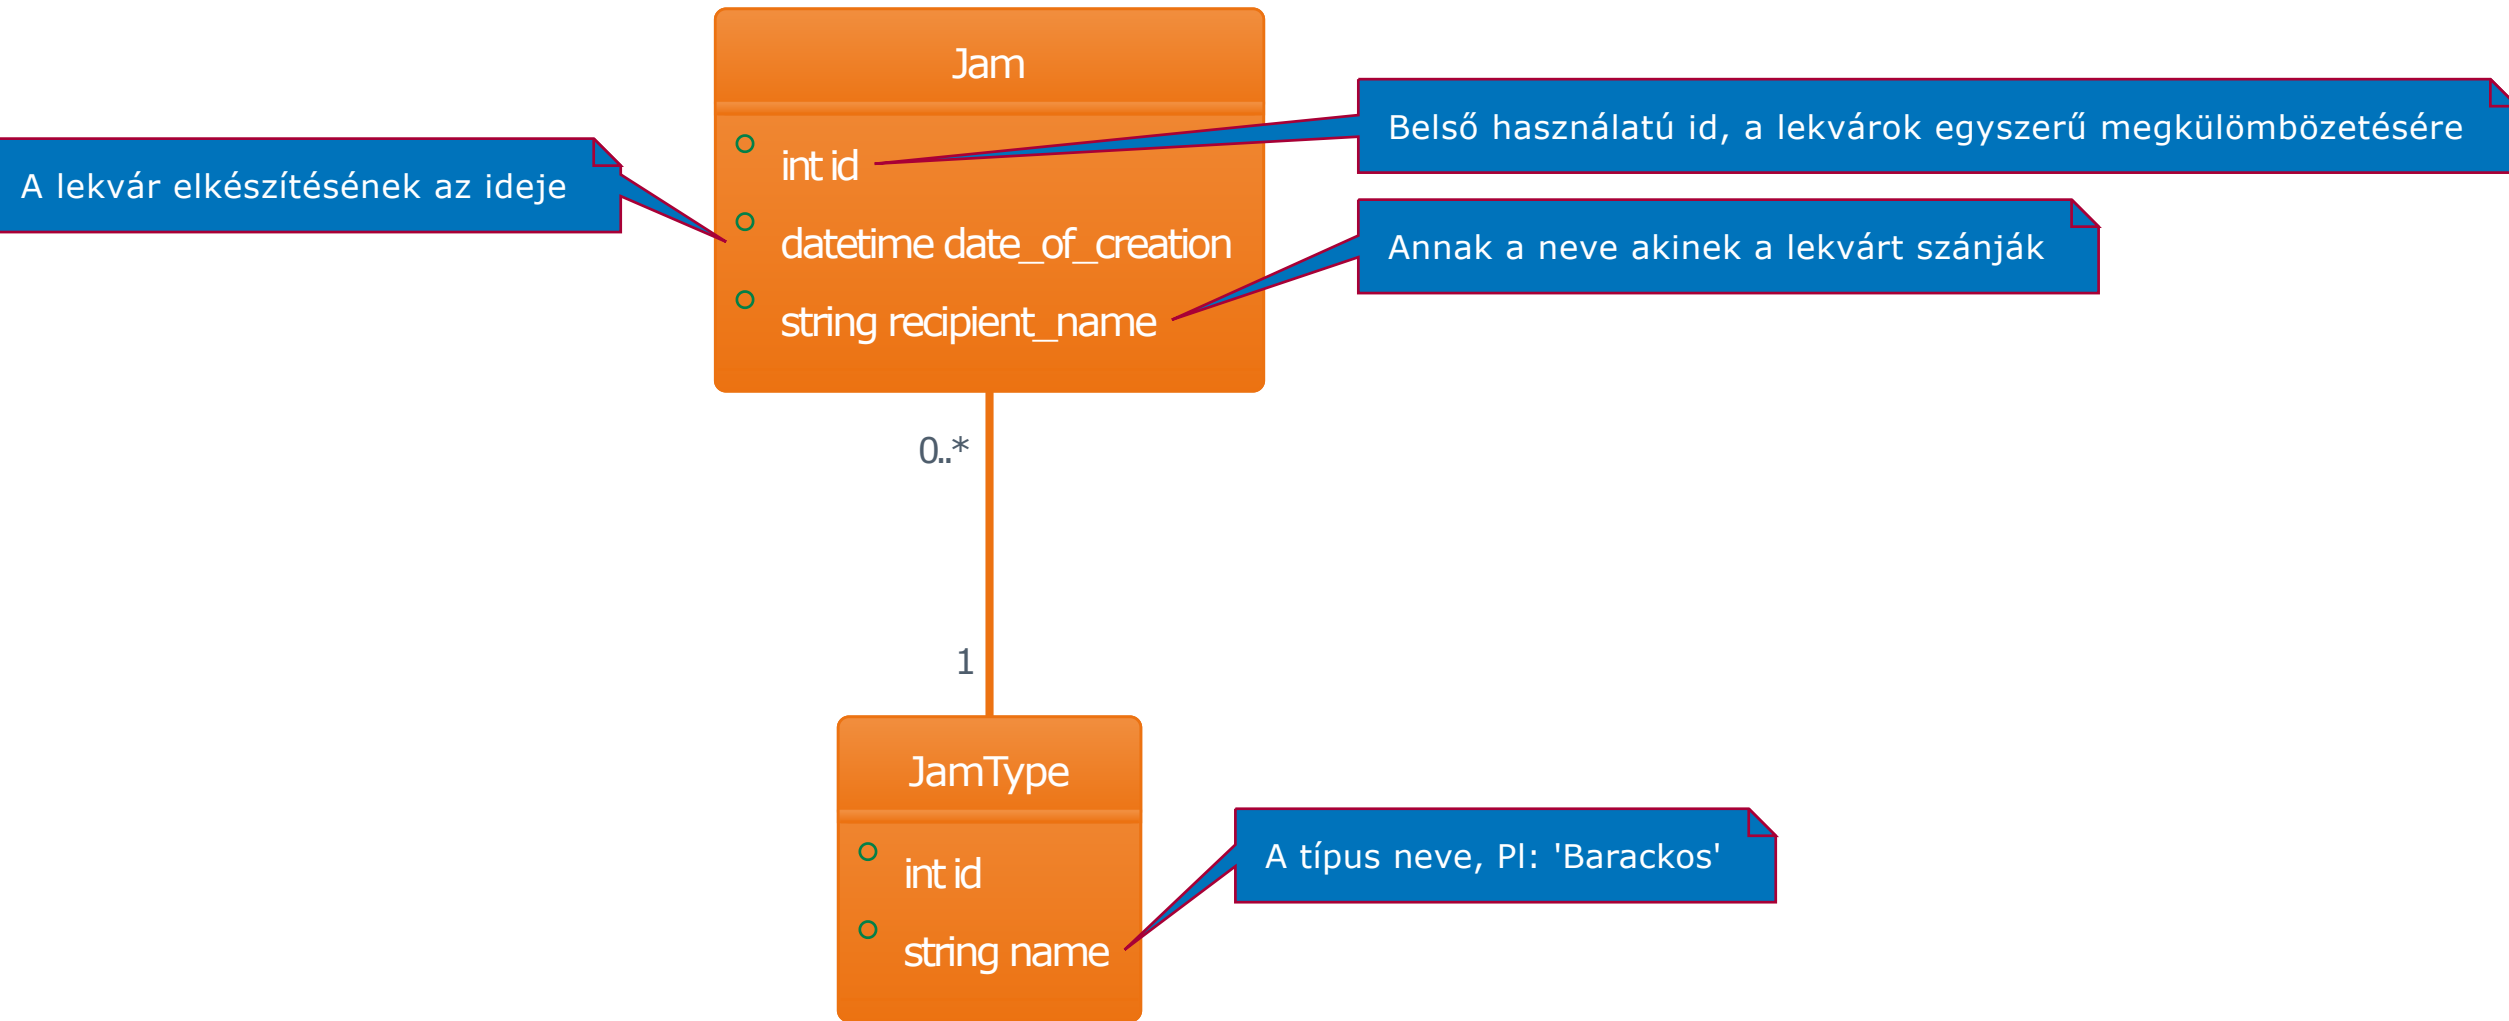 Jam
Belső használatú id, a lekvárok egyszerű megkülömbözetésére
int id
A lekvár elkészítésének az ideje
datetime date_of_creation
Annak a neve akinek a lekvárt szánják
string recipient_name
0..*
1
JamType
int id
A típus neve, Pl: 'Barackos'
string name